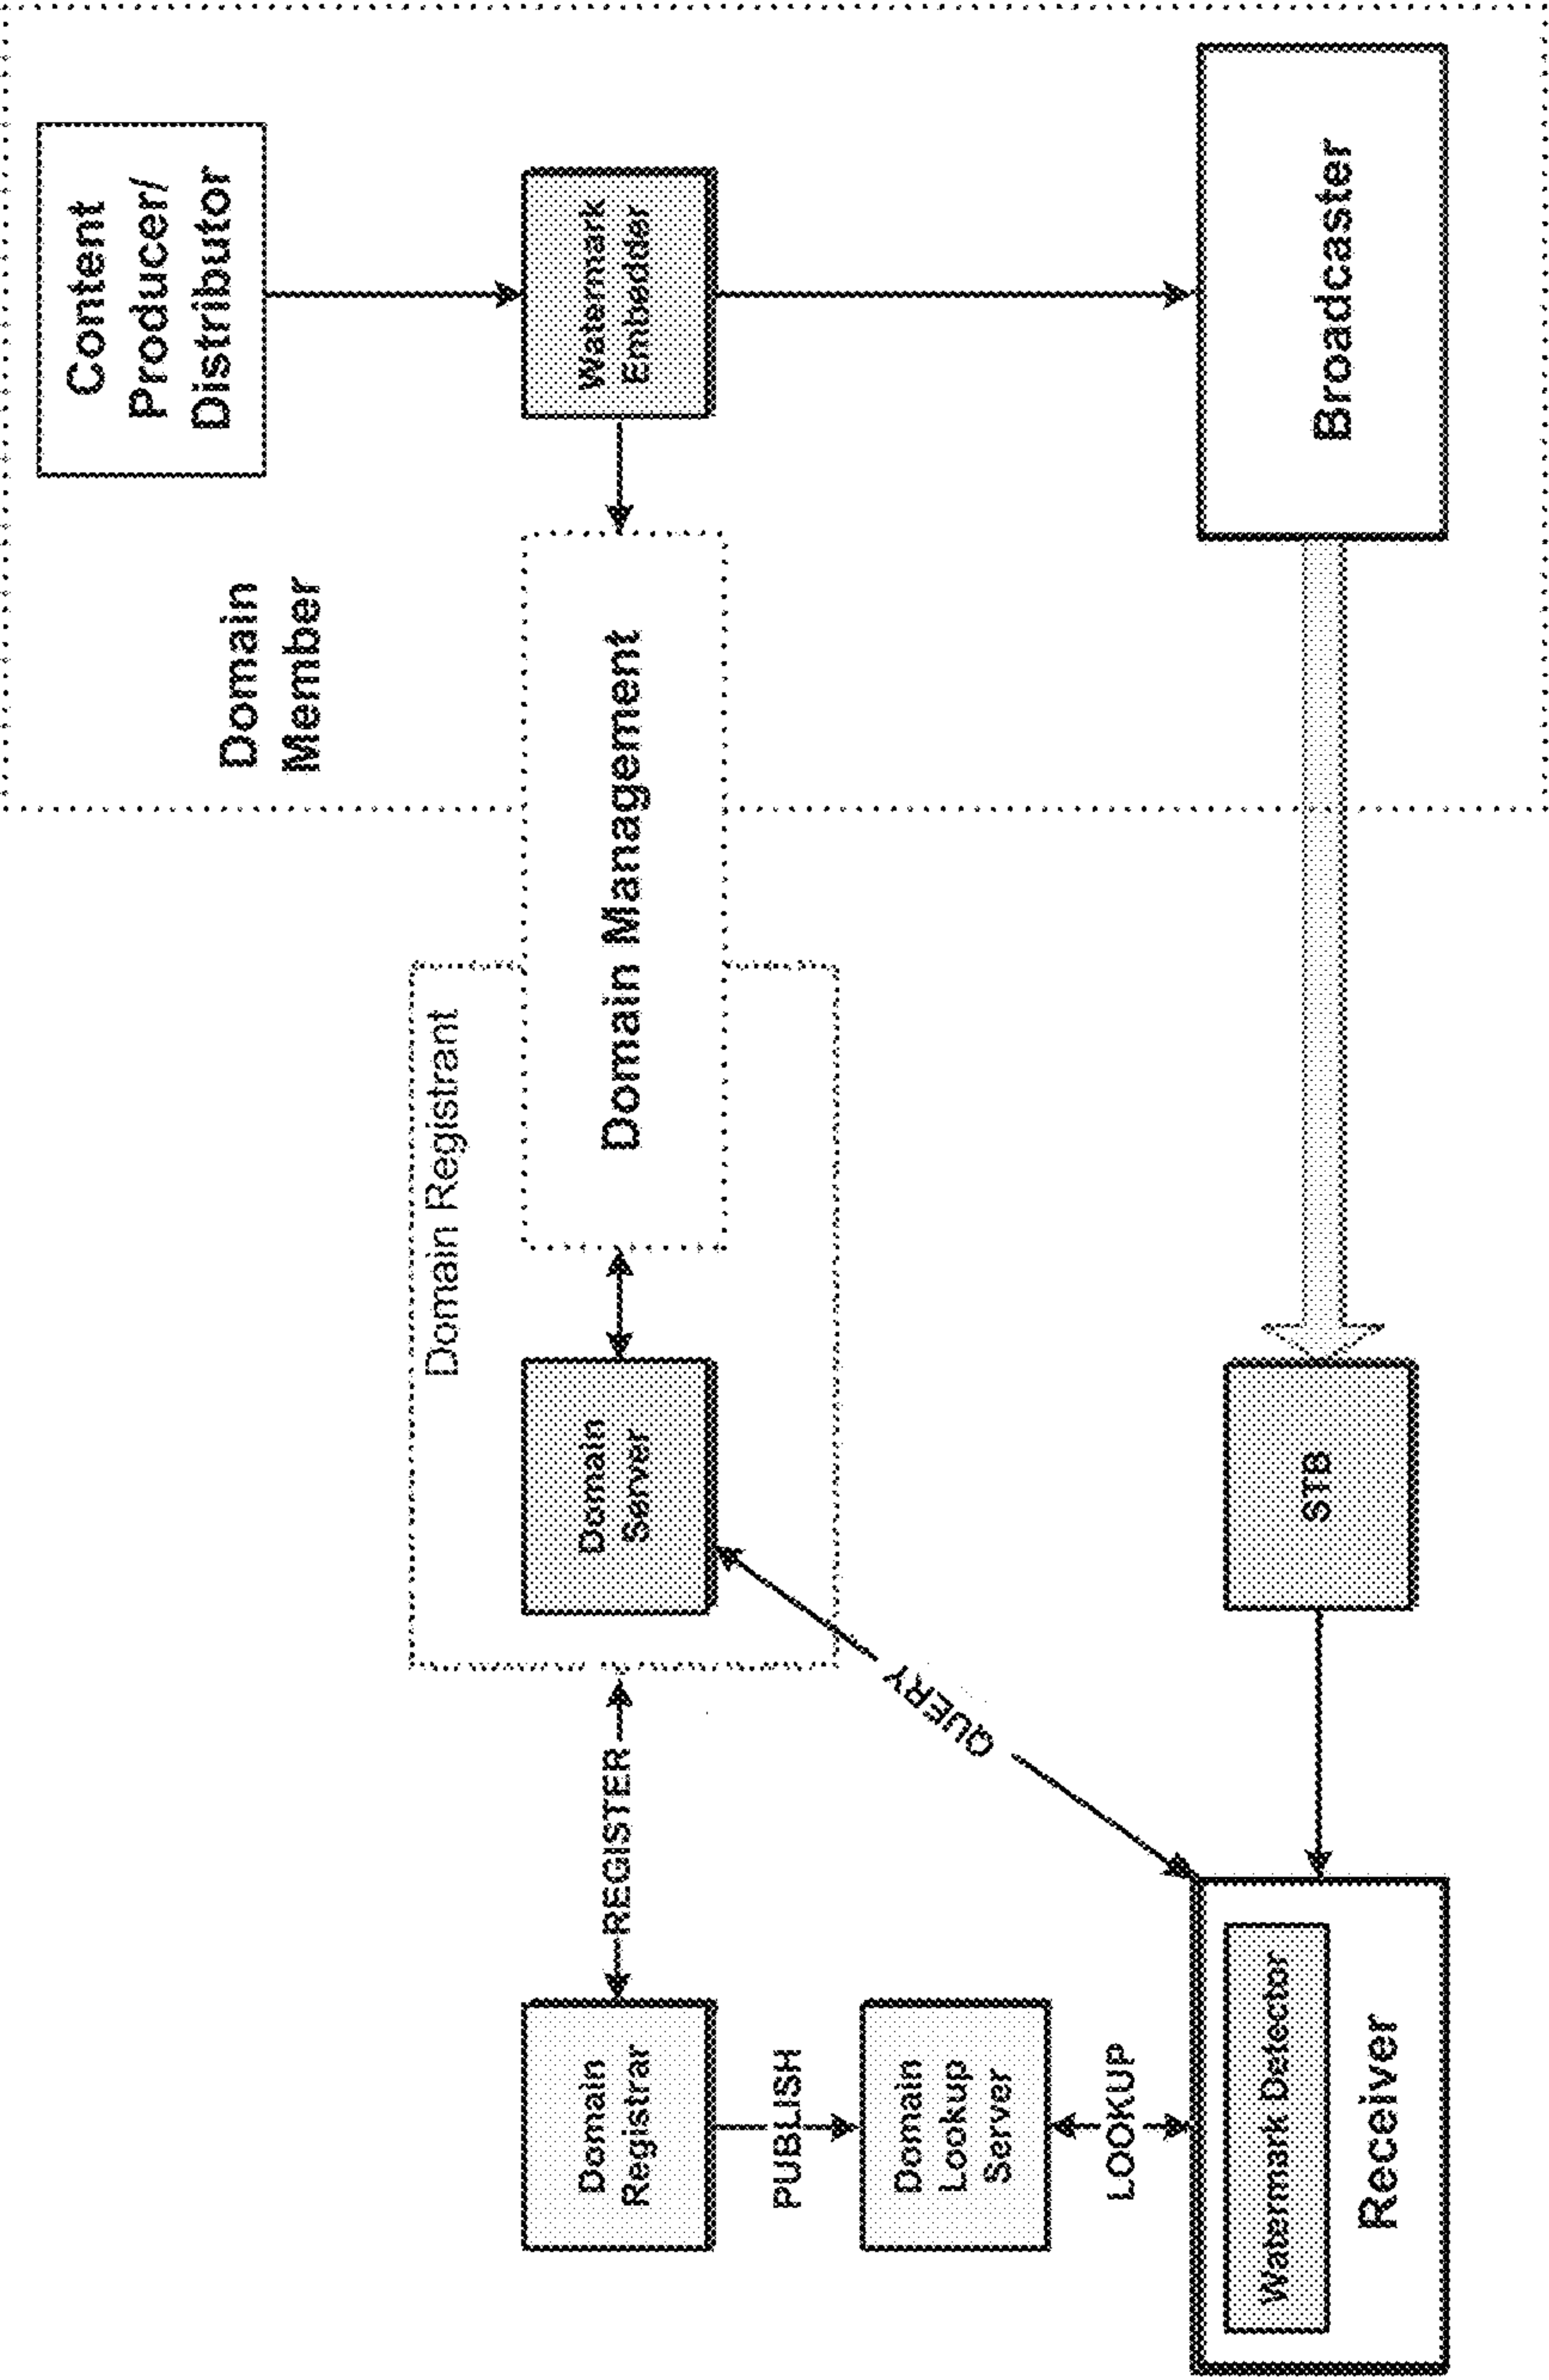 Content
Producer/
Distributor
Watermark
Embedder
Broadcaster
Domain
Member
Domain Management
Domain Registrant
Domain
Server
STB
QUERY
REGISTER
Domain
Registrar
PUBLISH
Domain
Lookup
Server
LOOKUP
Watermark Detector
Receiver